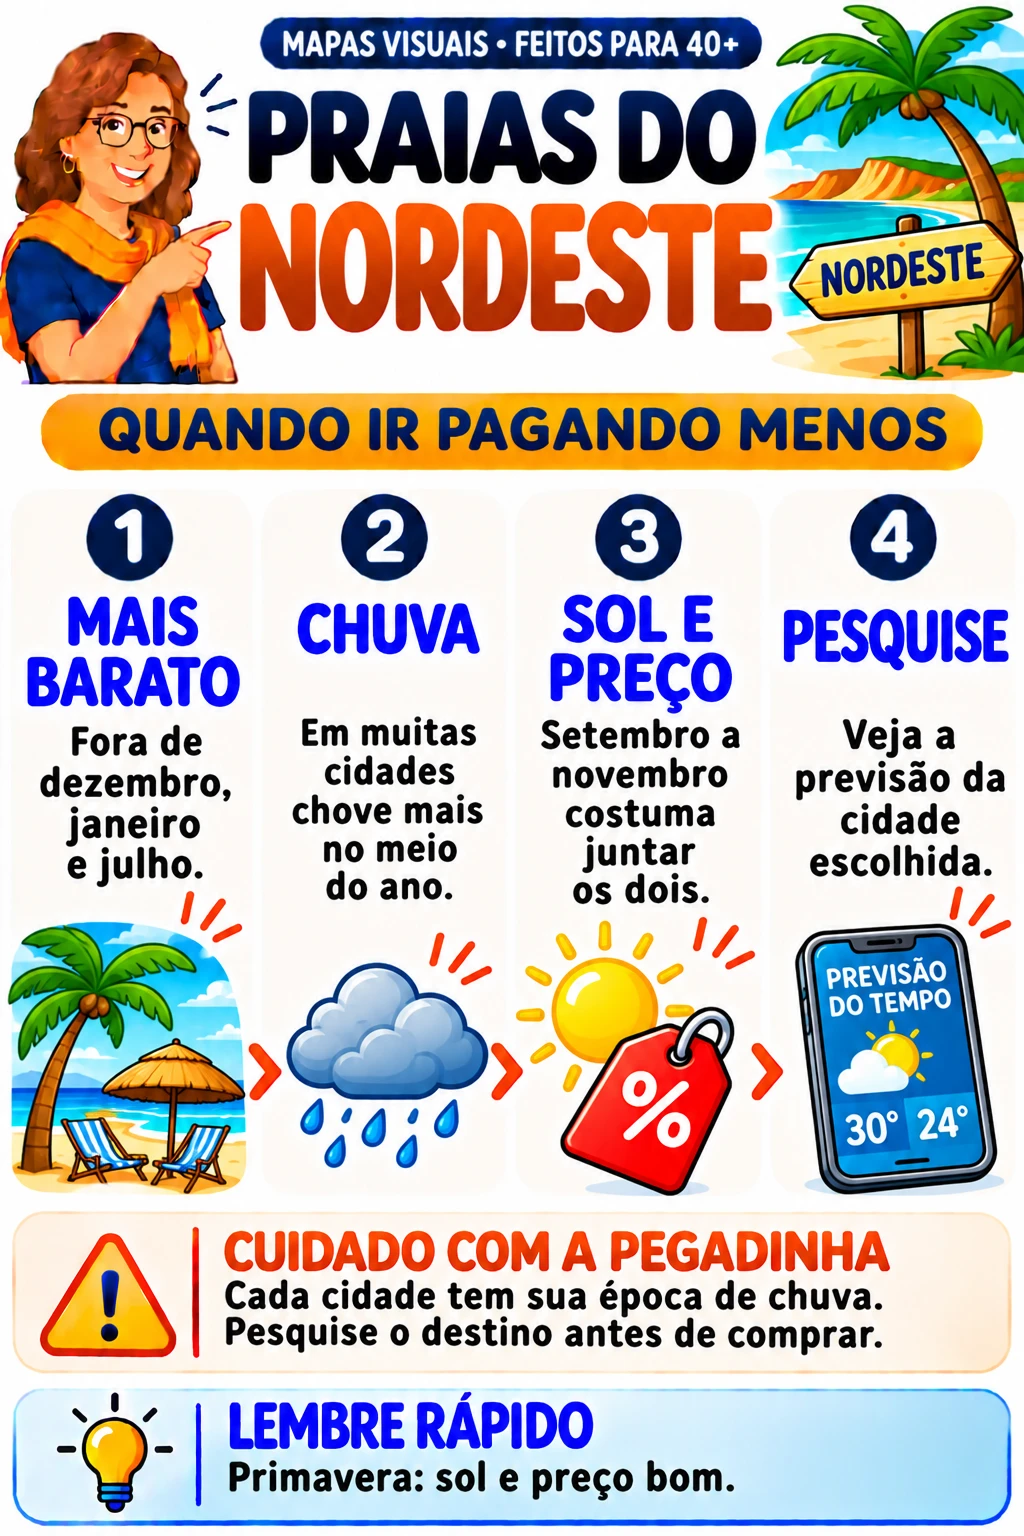 MAPAS VISUAIS • FEITOS PARA 40+
PRAIAS DO
NORDESTE
NORDESTE
QUANDO IR PAGANDO MENOS
1
MAIS
BARATO
Fora de
dezembro,
janeiro
e julho.
2
CHUVA
Em muitas
cidades
chove mais
no meio
do ano.
3
SOL E
PREÇO
Setembro a
novembro
costuma
juntar
os dois.
%
4
PESQUISE
Veja a
previsão da
cidade
escolhida.
PREVISÃO
DO TEMPO
30° 24°
CUIDADO COM A PEGADINHA
Cada cidade tem sua época de chuva.
Pesquise o destino antes de comprar.
LEMBRE RÁPIDO
Primavera: sol e preço bom.